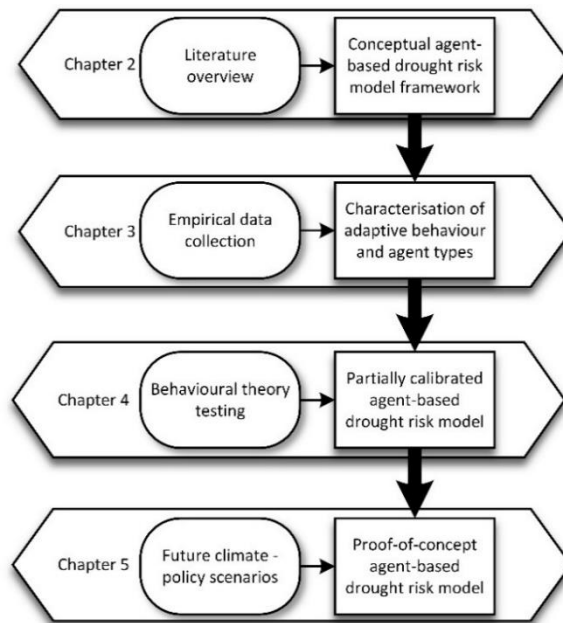 Chapter 2
Literature
overview
Conceptual agent-
based drought risk
model framework
Chapter 3
Empirical data
collection
Characterisation of
adaptive behaviour
and agent types
Chapter 4
Behavioural theory
testing
Partially calibrated
agent-based
drought risk model
Chapter 5
Future climate -
policy scenarios
Proof-of-concept
agent-based
drought risk model